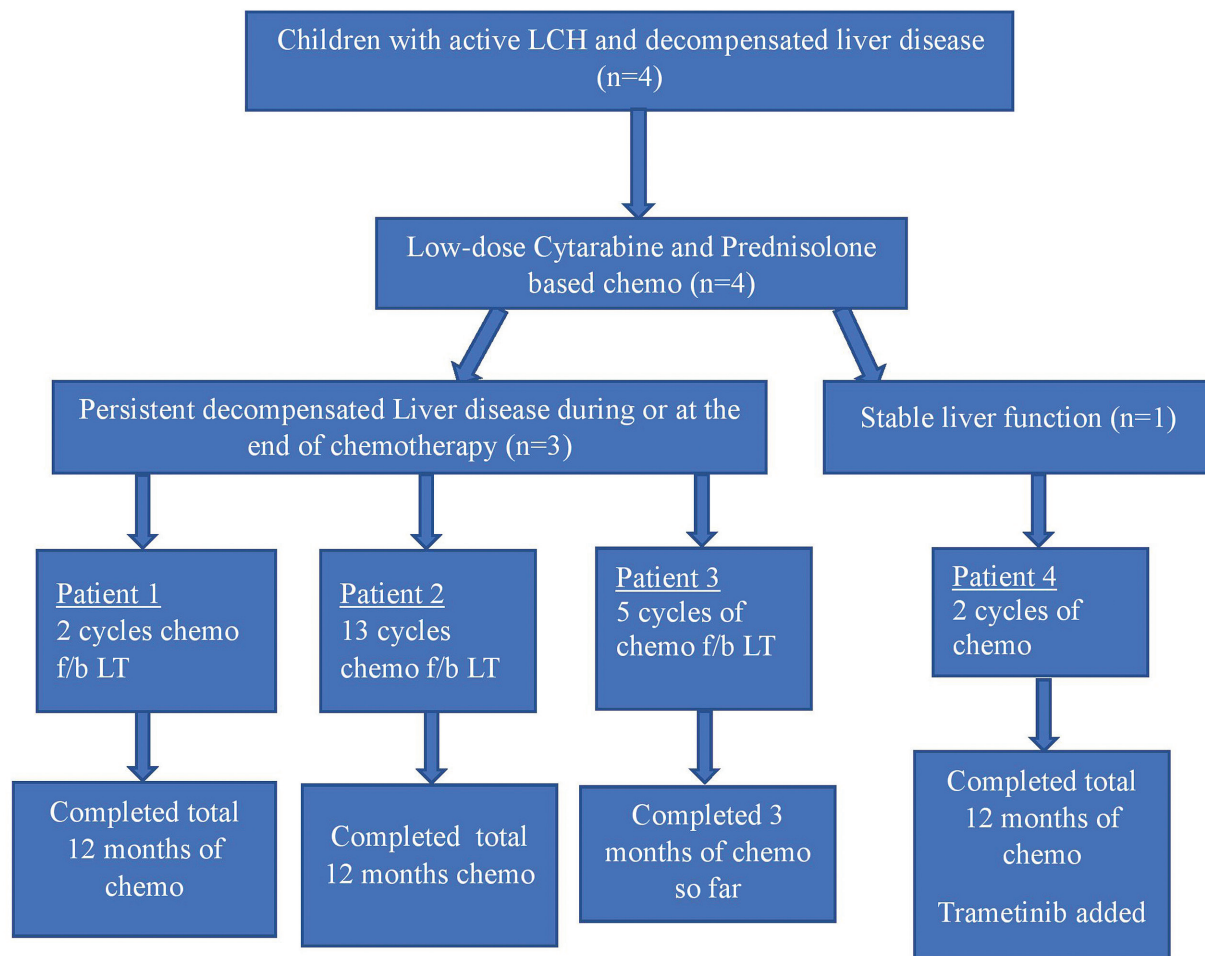 Children with active LCH and decompensated liver disease
(n=4)
Low-dose Cytarabine and Prednisolone
based chemo (n=4)
Persistent decompensated Liver disease during or at the
end of chemotherapy (n=3)
Stable liver function (n=1)
Patient 1
2 cycles chemo
f/b LT
Patient 2
13 cycles
chemo f/b LT
Patient 3
5 cycles of
chemo f/b LT
Patient 4
2 cycles of
chemo
Completed total
12 months of
chemo
Completed total
12 months chemo
Completed 3
months of chemo
so far
Completed total
12 months of
chemo
Trametinib added